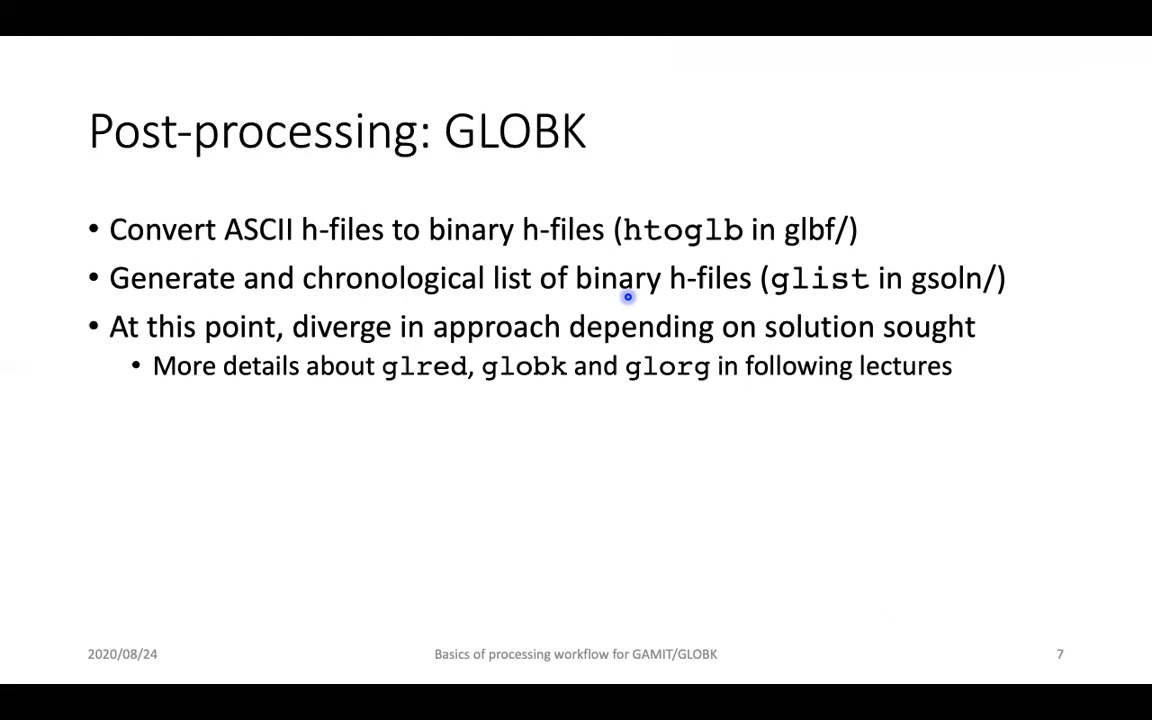 Post-processing: GLOBK
• Convert ASCII h-files to binary h-files (htoglb in glbf/)
• Generate and chronological list of binary h-files (glist in gsoln/)
• At this point, diverge in approach depending on solution sought
• More details about glred, globk and glorg in following lectures
2020/08/24
Basics of processing workflow for GAMIT/GLOBK
7